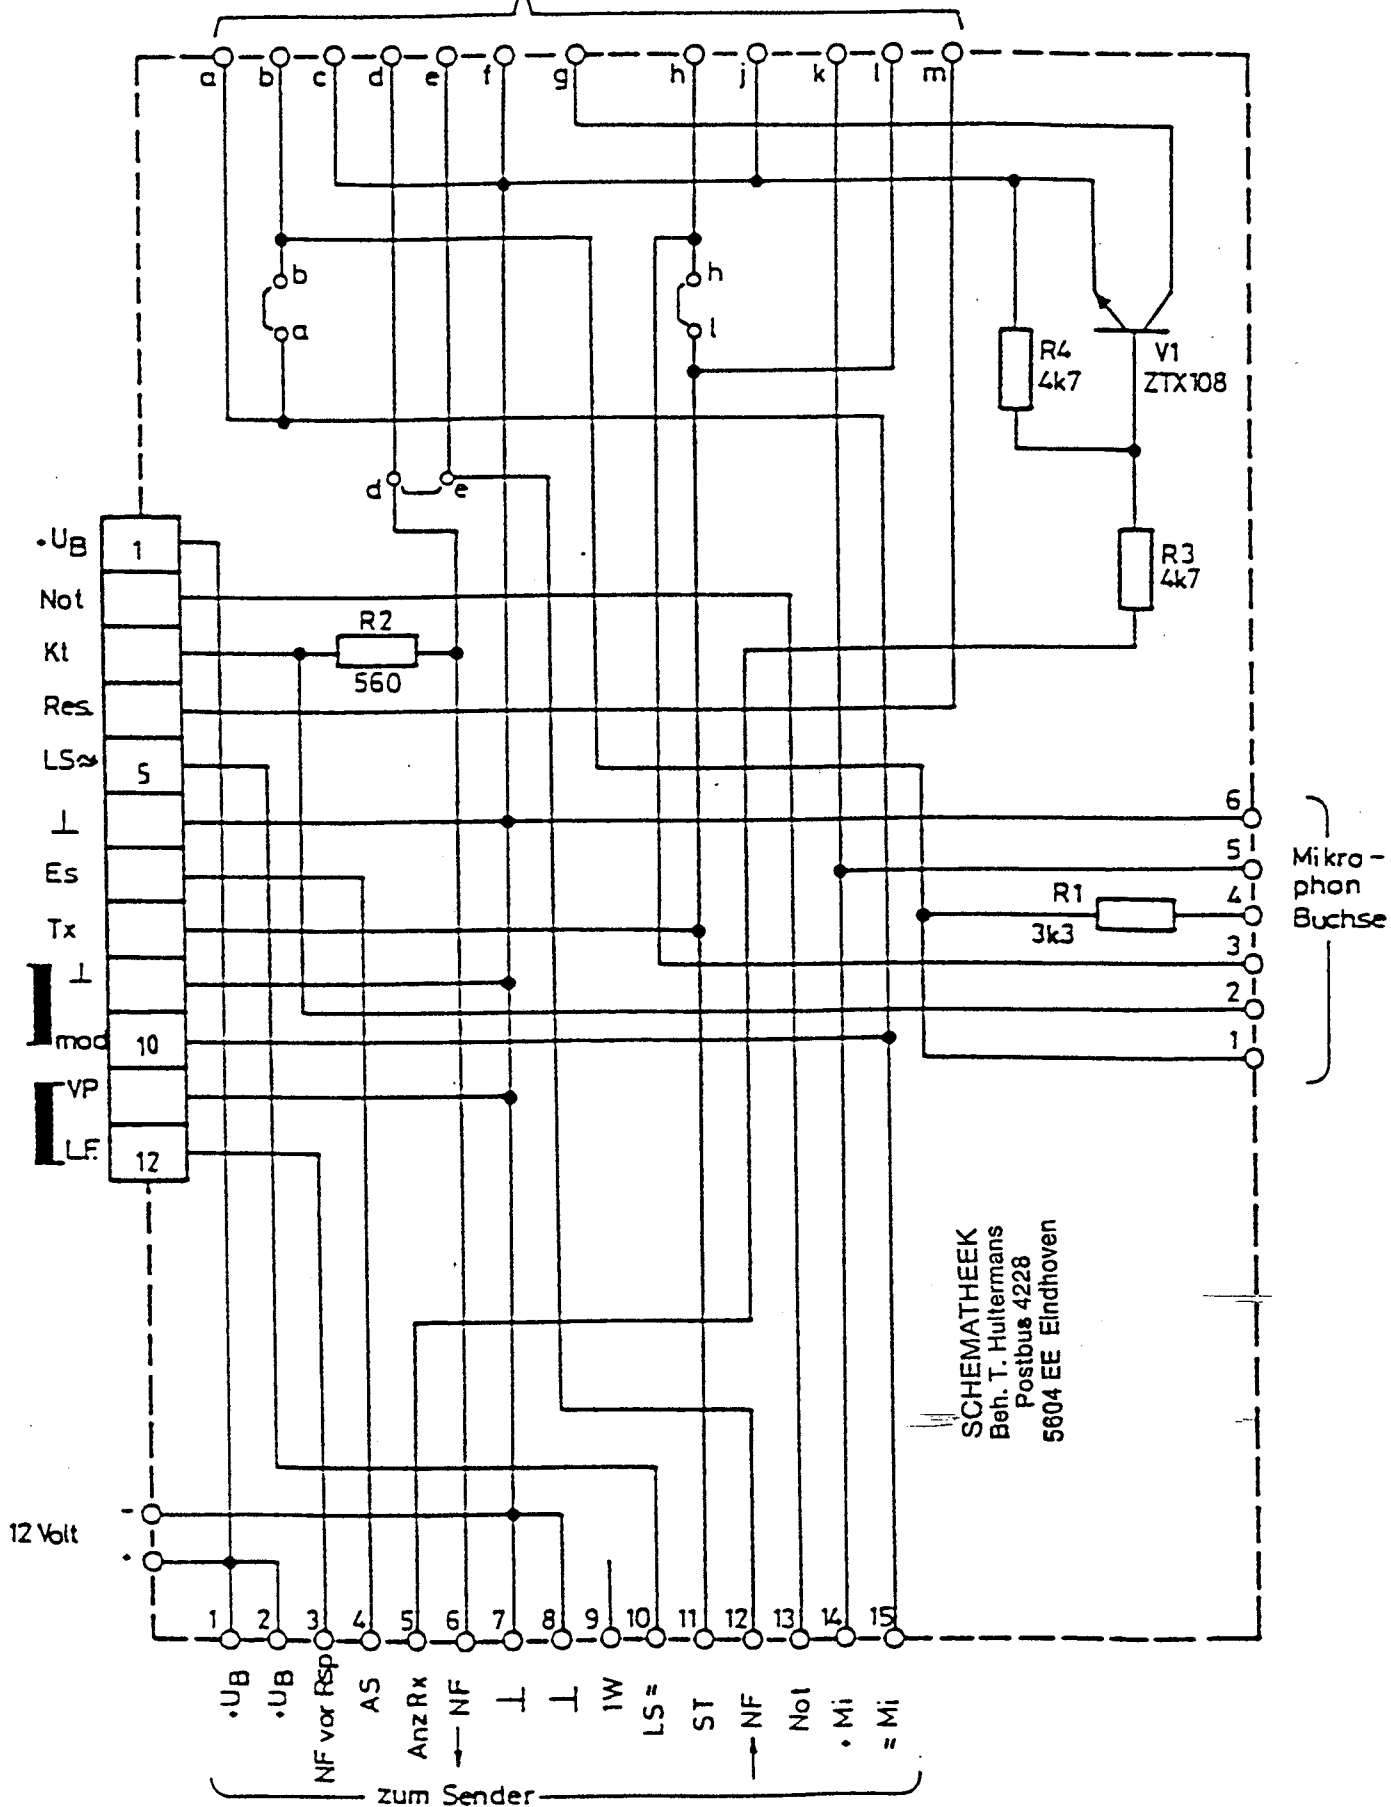 a b c d e f g h j k l m
b
a
h
l
R4
4k7
V1
ZTX108
d e
R3
4k7
+UB 1
Not
Kt
R2
560
Res.
LS≂ 5
⊥
Es
Tx
⊥
mod 10
VP
LF. 12
6
5
4
3
2
1
R1
3k3
Mikro-
phon
Buchse
SCHEMATHEEK
Beh. T. Hultermans
Postbus 4228
5604 EE Eindhoven
12 Volt
-
+
1 2 3 4 5 6 7 8 9 10 11 12 13 14 15
+UB
+UB
NF vor Rsp
AS
Anz Rx
← NF
⊥
⊥
1W
LS =
ST
→ NF
Not
+ Mi
= Mi
zum Sender